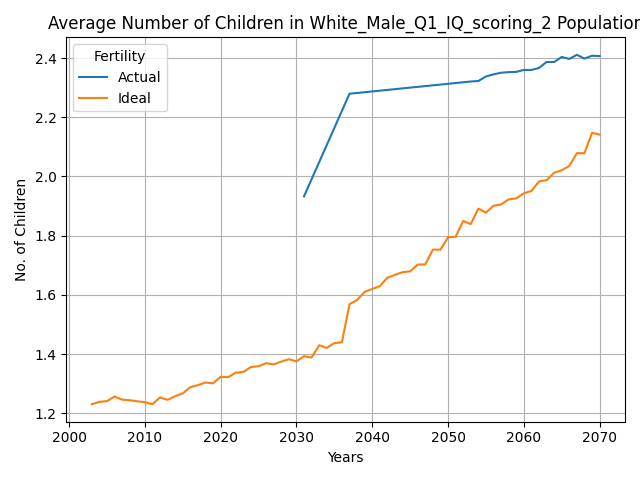 Average Number of Children in White_Male_Q1_IQ_scoring_2 Population
Fertility
Actual
Ideal
No. of Children
2.4
2.2
2.0
1.8
1.6
1.4
1.2
2000 2010 2020 2030 2040 2050 2060 2070
Years